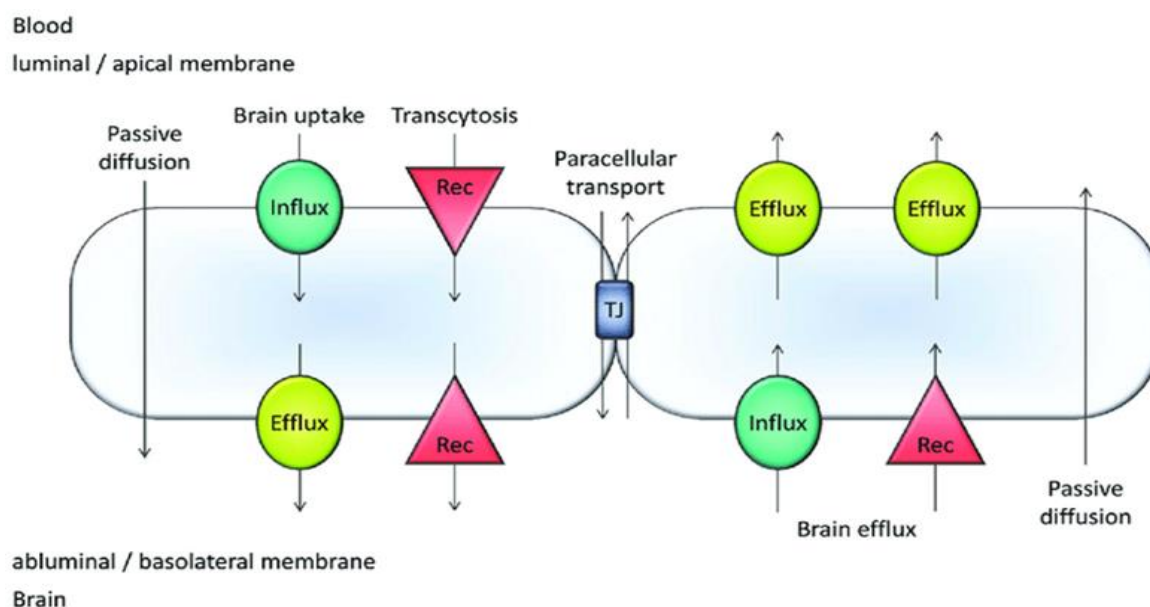 Blood
luminal / apical membrane
Brain uptake
Transcytosis
Passive
diffusion
Paracellular
transport
Influx
Rec
Efflux
Efflux
TJ
Efflux
Rec
Influx
Rec
Brain efflux
Passive
diffusion
abluminal / basolateral membrane
Brain